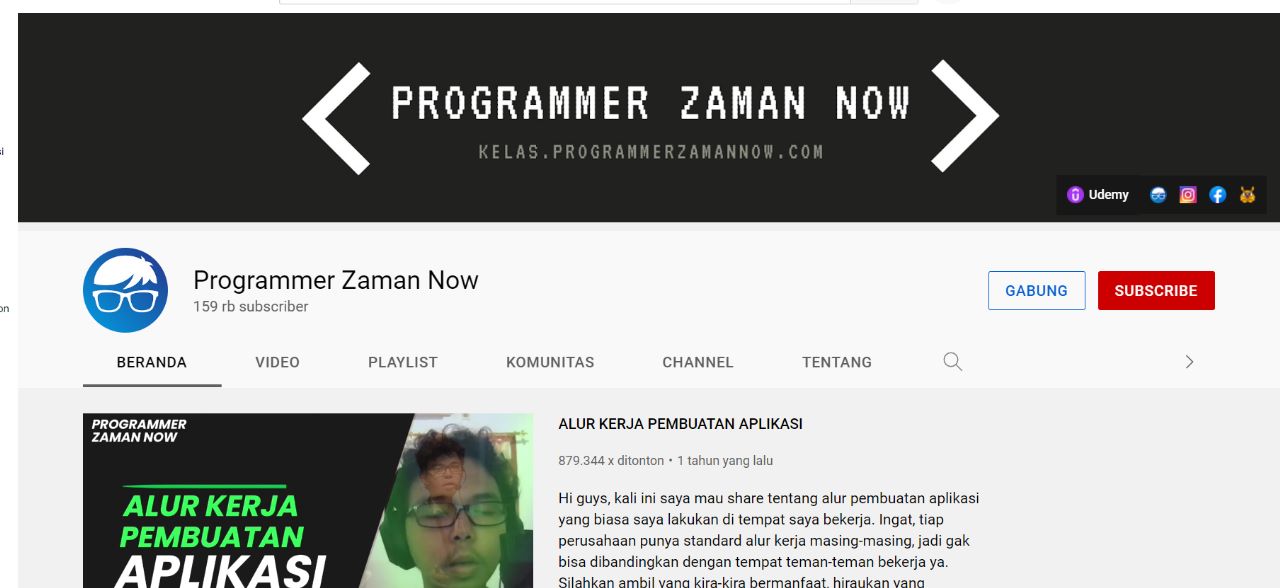 si
on
PROGRAMMER ZAMAN NOW
KELAS.PROGRAMMERZAMANNOW.COM
Udemy
Programmer Zaman Now
159 rb subscriber
GABUNG
SUBSCRIBE
BERANDA VIDEO PLAYLIST KOMUNITAS CHANNEL TENTANG
PROGRAMMER
ZAMAN NOW
ALUR KERJA
PEMBUATAN
APLIKASI
ALUR KERJA PEMBUATAN APLIKASI
879.344 x ditonton • 1 tahun yang lalu
Hi guys, kali ini saya mau share tentang alur pembuatan aplikasi
yang biasa saya lakukan di tempat saya bekerja. Ingat, tiap
perusahaan punya standard alur kerja masing-masing, jadi gak
bisa dibandingkan dengan tempat teman-teman bekerja ya.
Silahkan ambil yang kira-kira bermanfaat, hiraukan yang